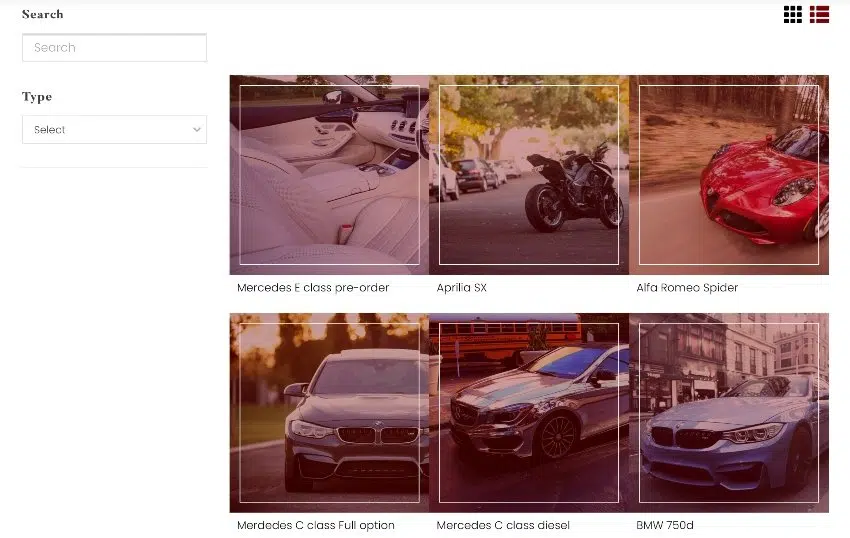 Search
Search
Type
Select
Mercedes E class pre-order
Aprilia SX
Alfa Romeo Spider
Merdedes C class Full option
Mercedes C class diesel
BMW 750d